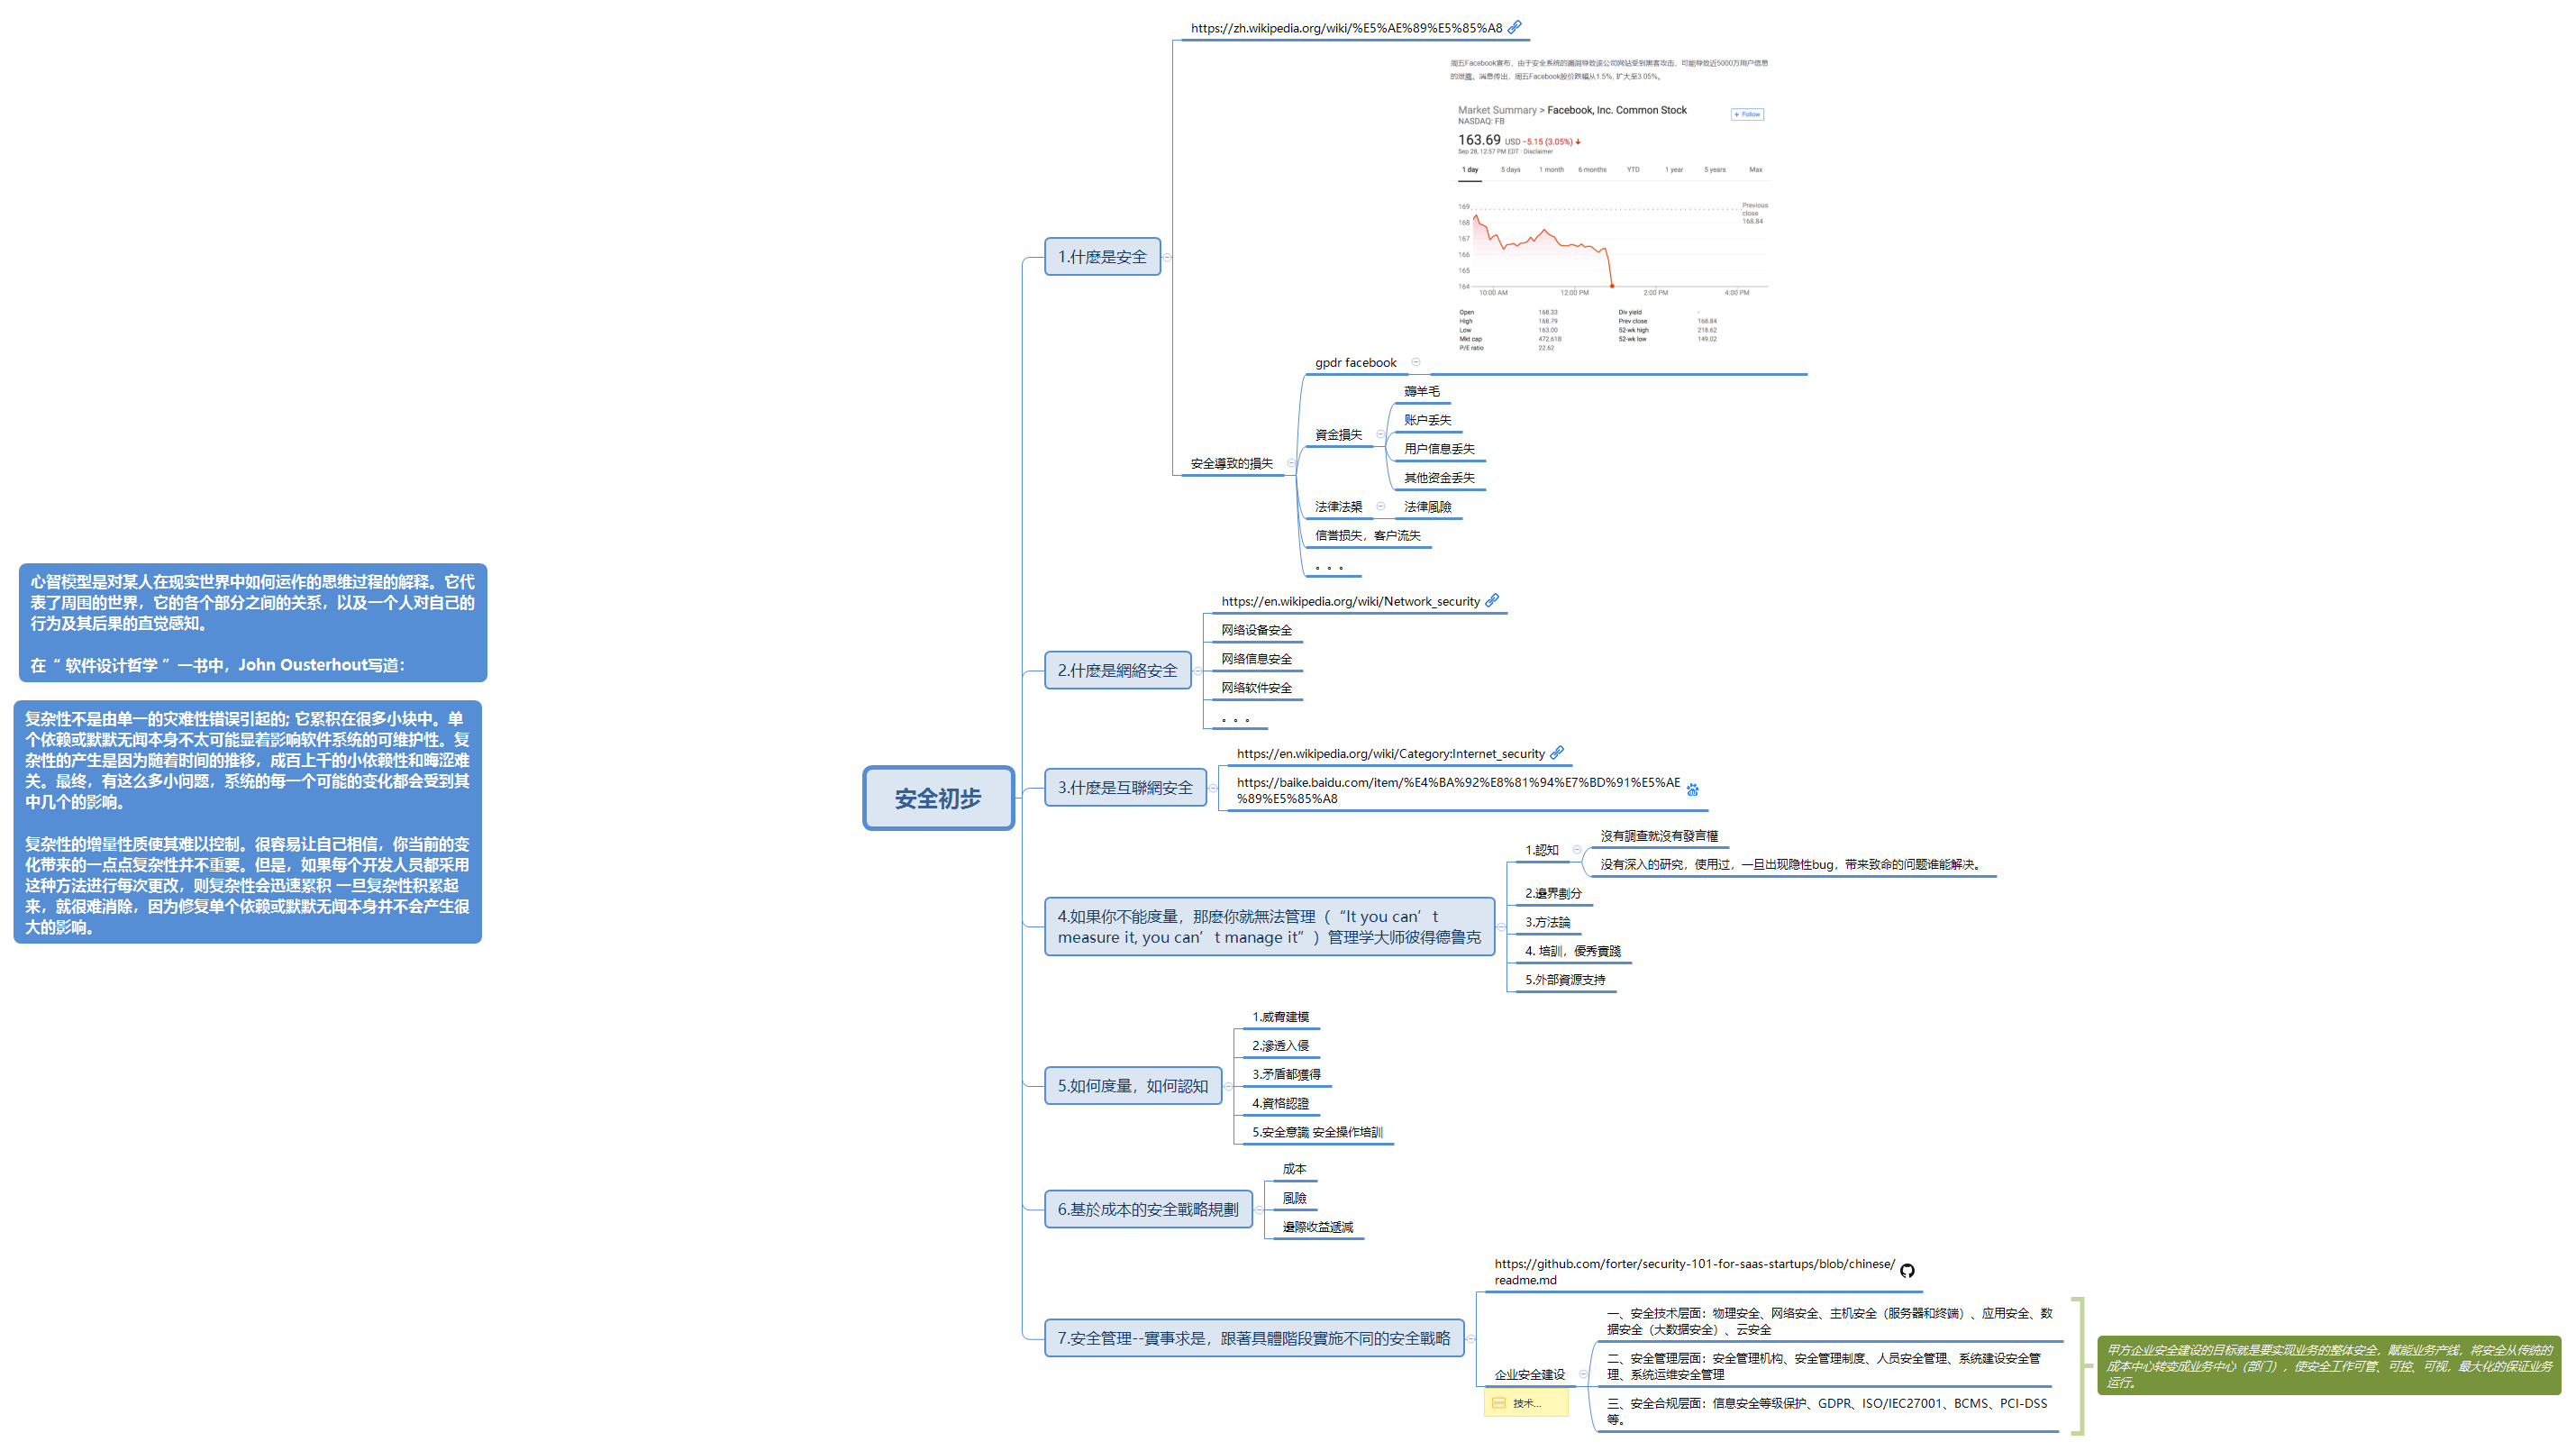 https://zh.wikipedia.org/wiki/%E5%AE%89%E5%85%A8
周五Facebook宣布，由于安全系统的漏洞导致该公司网站受到黑客攻击，可能导致近5000万用户信息
的泄露。消息传出，周五Facebook股价跌幅从1.5%, 扩大至3.05%。
Market Summary > Facebook, Inc. Common Stock
NASDAQ: FB
+ Follow
163.69 USD −5.15 (3.05%)
Sep 28, 12:57 PM EDT · Disclaimer
1 day 5 days 1 month 6 months YTD 1 year 5 years Max
169
168
167
166
165
164
Previous
close
168.84
10:00 AM 12:00 PM 2:00 PM 4:00 PM
Open 168.33 Div yield -
High 168.79 Prev close 168.84
Low 163.00 52-wk high 218.62
Mkt cap 472.61B 52-wk low 149.02
P/E ratio 22.62
1.什麼是安全
gpdr facebook
薅羊毛
账户丢失
資金損失
用户信息丢失
安全導致的損失
其他资金丢失
法律法槼
法律風險
信誉损失，客户流失
。。。
心智模型是对某人在现实世界中如何运作的思维过程的解释。它代
表了周围的世界，它的各个部分之间的关系，以及一个人对自己的
行为及其后果的直觉感知。
在 “ 软件设计哲学 ” 一书中，John Ousterhout写道：
复杂性不是由单一的灾难性错误引起的; 它累积在很多小块中。单
个依赖或默默无闻本身不太可能显着影响软件系统的可维护性。复
杂性的产生是因为随着时间的推移，成百上千的小依赖性和晦涩难
关。最终，有这么多小问题，系统的每一个可能的变化都会受到其
中几个的影响。
复杂性的增量性质使其难以控制。很容易让自己相信，你当前的变
化带来的一点点复杂性并不重要。但是，如果每个开发人员都采用
这种方法进行每次更改，则复杂性会迅速累积 一旦复杂性积累起
来，就很难消除，因为修复单个依赖或默默无闻本身并不会产生很
大的影响。
安全初步
https://en.wikipedia.org/wiki/Network_security
网络设备安全
网络信息安全
2.什麼是網絡安全
网络软件安全
。。。
https://en.wikipedia.org/wiki/Category:Internet_security
3.什麼是互聯網安全
https://baike.baidu.com/item/%E4%BA%92%E8%81%94%E7%BD%91%E5%AE
%89%E5%85%A8
4.如果你不能度量，那麼你就無法管理（ “It you can’t
measure it, you can’t manage it” ）管理学大师彼得德鲁克
1.認知
沒有調查就沒有發言權
没有深入的研究，使用过，一旦出现隐性bug，带来致命的问题谁能解决。
2.邊界劃分
3.方法論
4. 培訓，優秀實踐
5.外部資源支持
5.如何度量，如何認知
1.威脅建模
2.滲透入侵
3.矛盾都獲得
4.資格認證
5.安全意識 安全操作培訓
6.基於成本的安全戰略規劃
成本
風險
邊際收益遞減
7.安全管理--實事求是，跟著具體階段實施不同的安全戰略
https://github.com/forter/security-101-for-saas-startups/blob/chinese/
readme.md
企业安全建设
技术...
一、安全技术层面：物理安全、网络安全、主机安全（服务器和终端）、应用安全、数
据安全（大数据安全）、云安全
二、安全管理层面：安全管理机构、安全管理制度、人员安全管理、系统建设安全管
理、系统运维安全管理
三、安全合规层面：信息安全等级保护、GDPR、ISO/IEC27001、BCMS、PCI-DSS
等。
甲方企业安全建设的目标就是要实现业务的整体安全，赋能业务产线，将安全从传统的
成本中心转变成业务中心（部门），使安全工作可管、可控、可视，最大化的保证业务
运行。